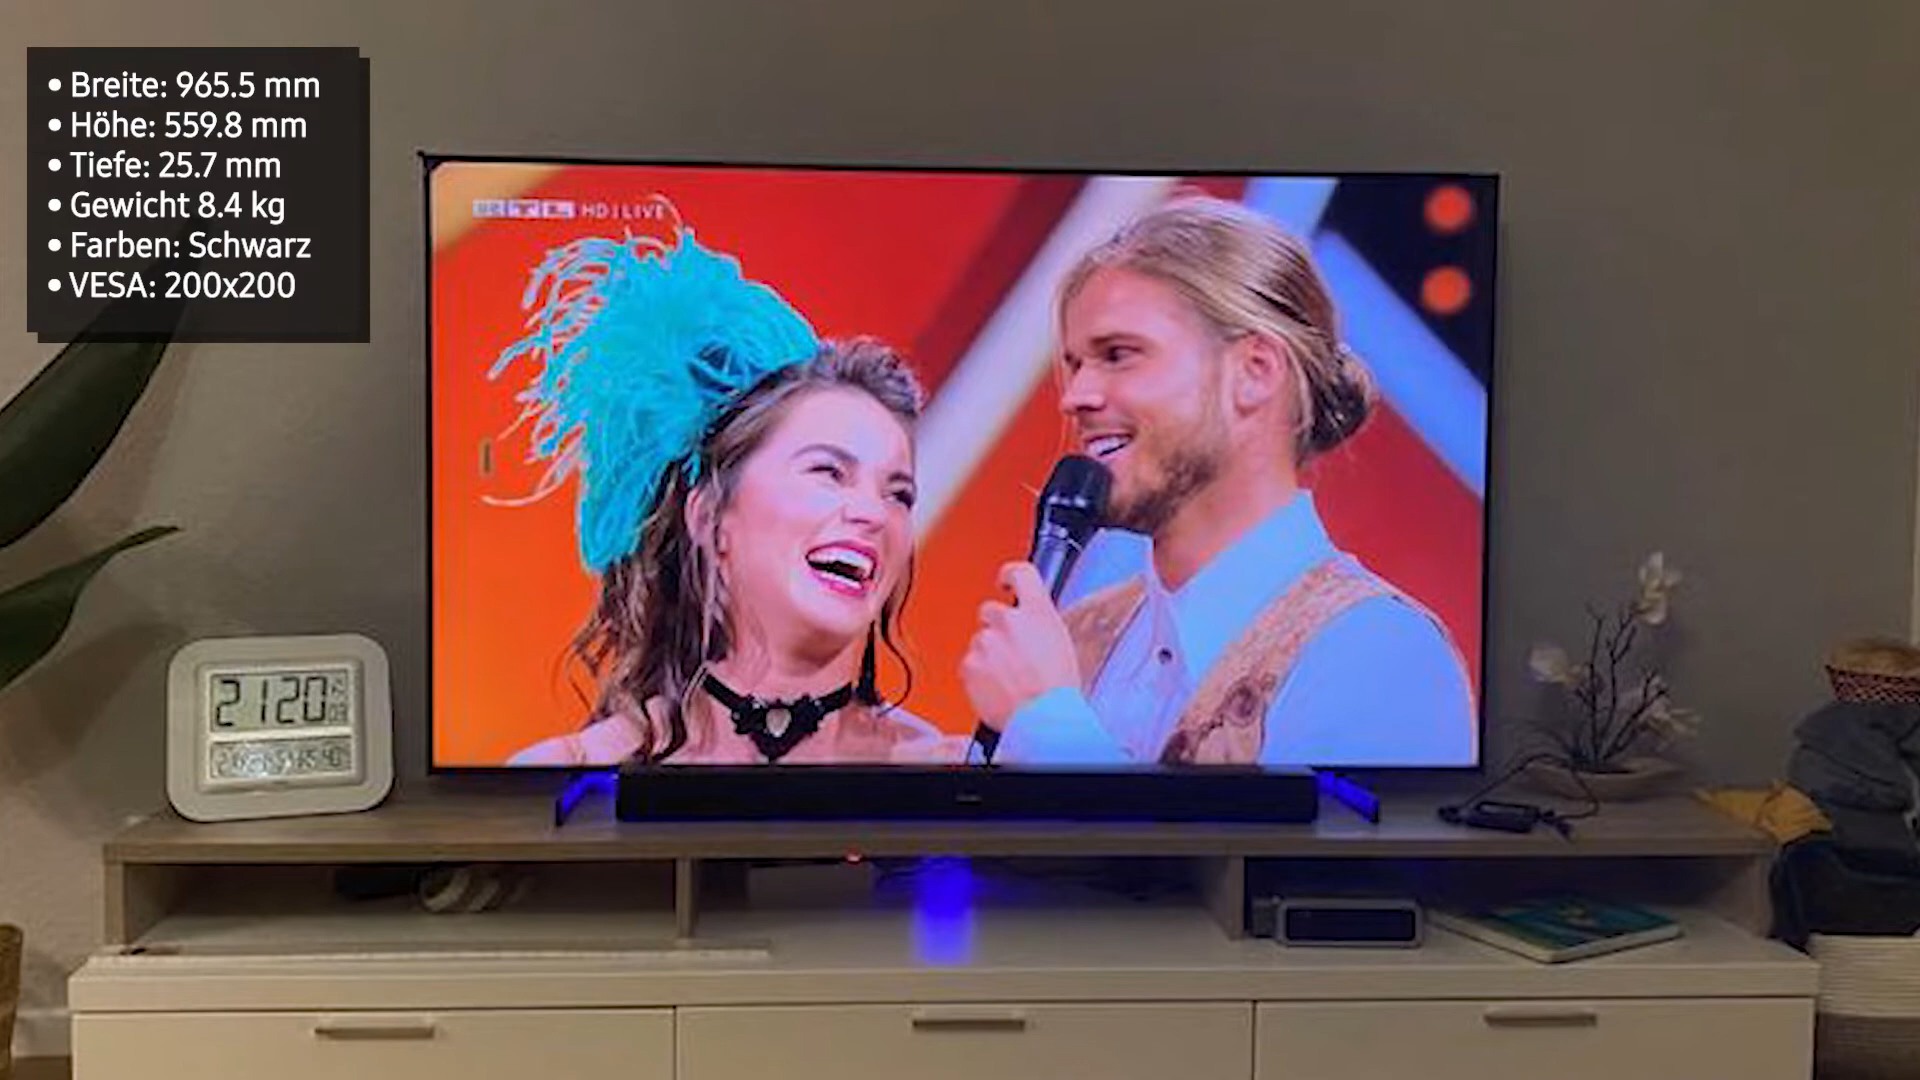 • Breite: 965.5 mm
• Höhe: 559.8 mm
• Tiefe: 25.7 mm
• Gewicht 8.4 kg
• Farben: Schwarz
• VESA: 200x200
RTL HD | LIVE
2120